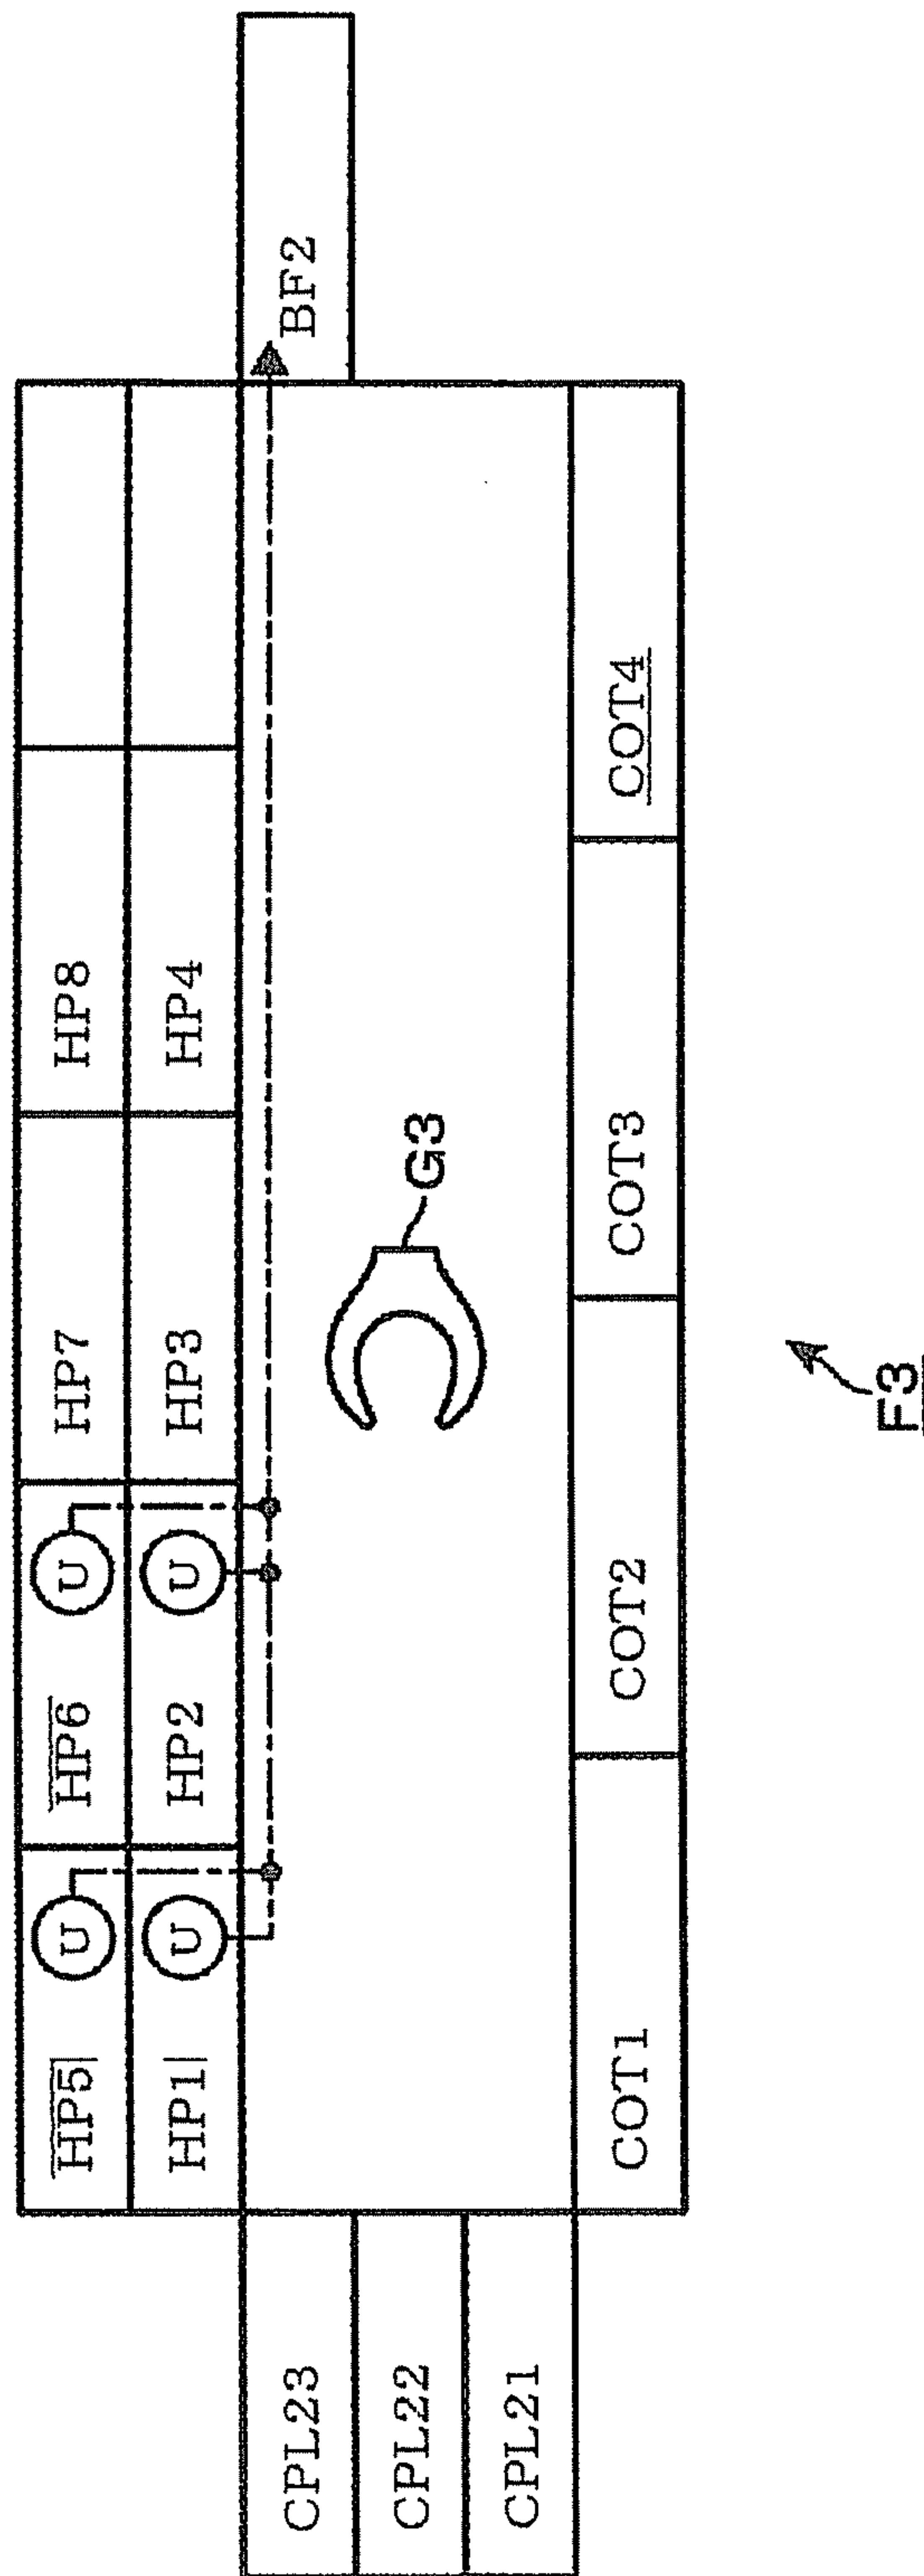 HP5 U HP6 U HP7 HP8
HP1 U HP2 U HP3 HP4
CPL23 BF2
CPL22 G3
CPL21
COT1 COT2 COT3 COT4
F3